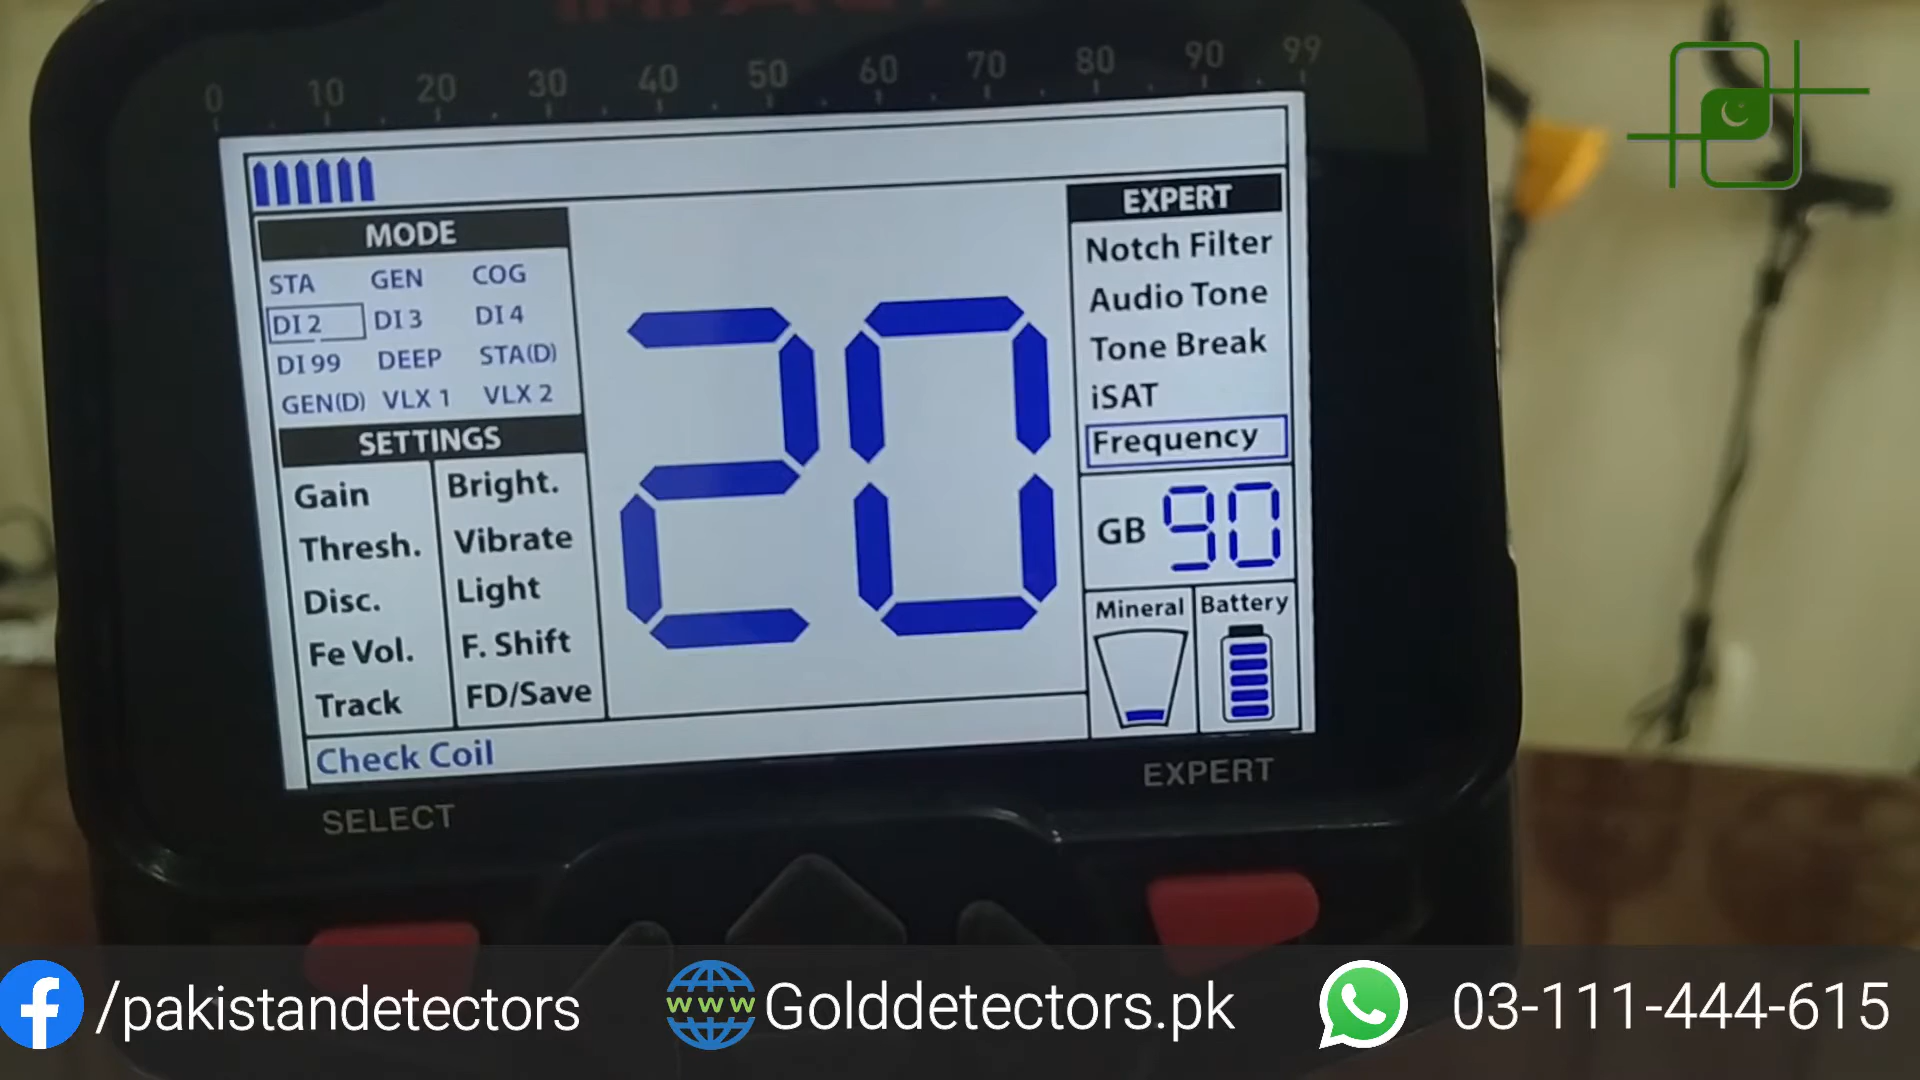 0 10 20 30 40 50 60 70 80 90 99
MODE
STA GEN COG
DI 2 DI 3 DI 4
DI 99 DEEP STA(D)
GEN(D) VLX 1 VLX 2
SETTINGS
Gain Bright.
Thresh. Vibrate
Disc. Light
Fe Vol. F. Shift
Track FD/Save
Check Coil
20
EXPERT
Notch Filter
Audio Tone
Tone Break
iSAT
Frequency
GB 90
Mineral Battery
SELECT
EXPERT
/pakistandetectors
www Golddetectors.pk
03-111-444-615